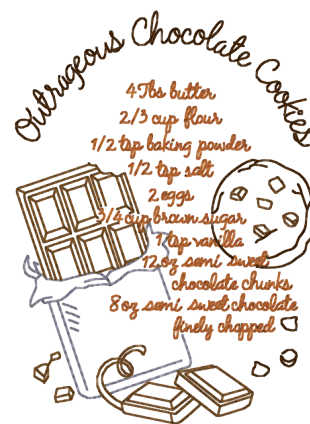 Outrageous Chocolate Cookies
4 Tbs butter
2/3 cup flour
1/2 tsp baking powder
1/2 tsp salt
2 eggs
3/4 cup brown sugar
1 tsp vanilla
12 oz semi sweet
chocolate chunks
8 oz semi sweet chocolate
finely chopped